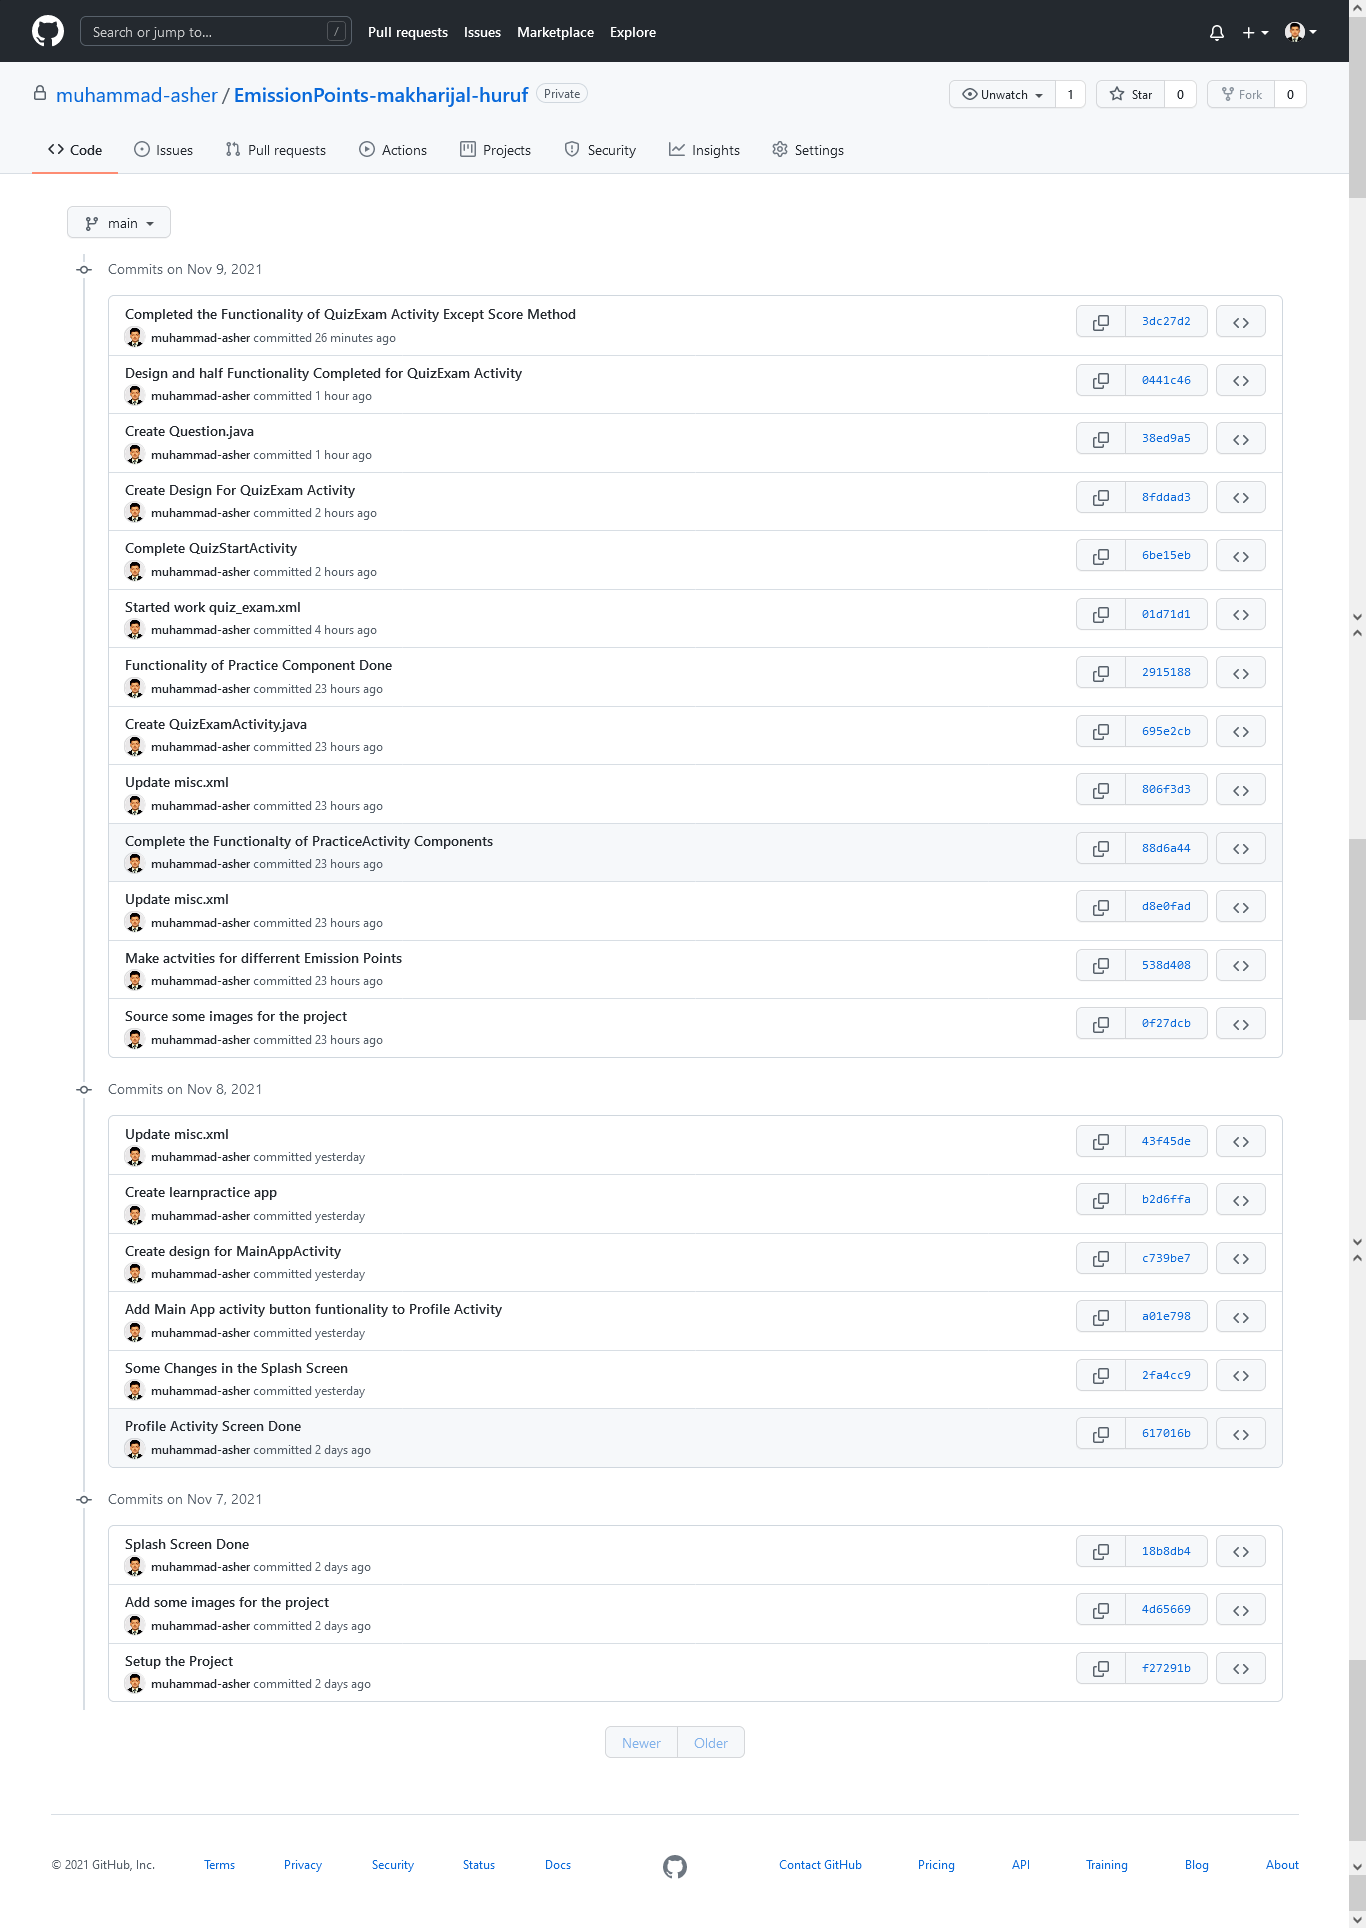 Search or jump to... /
Pull requests Issues Marketplace Explore
muhammad-asher / EmissionPoints-makharijal-huruf Private
Unwatch 1 Star 0 Fork 0
Code Issues Pull requests Actions Projects Security Insights Settings
main
Commits on Nov 9, 2021
Completed the Functionality of QuizExam Activity Except Score Method
muhammad-asher committed 26 minutes ago
3dc27d2
Design and half Functionality Completed for QuizExam Activity
muhammad-asher committed 1 hour ago
0441c46
Create Question.java
muhammad-asher committed 1 hour ago
38ed9a5
Create Design For QuizExam Activity
muhammad-asher committed 2 hours ago
8fddad3
Complete QuizStartActivity
muhammad-asher committed 2 hours ago
6be15eb
Started work quiz_exam.xml
muhammad-asher committed 4 hours ago
01d71d1
Functionality of Practice Component Done
muhammad-asher committed 23 hours ago
2915188
Create QuizExamActivity.java
muhammad-asher committed 23 hours ago
695e2cb
Update misc.xml
muhammad-asher committed 23 hours ago
806f3d3
Complete the Functionalty of PracticeActivity Components
muhammad-asher committed 23 hours ago
88d6a44
Update misc.xml
muhammad-asher committed 23 hours ago
d8e0fad
Make actvities for differrent Emission Points
muhammad-asher committed 23 hours ago
538d408
Source some images for the project
muhammad-asher committed 23 hours ago
0f27dcb
Commits on Nov 8, 2021
Update misc.xml
muhammad-asher committed yesterday
43f45de
Create learnpractice app
muhammad-asher committed yesterday
b2d6ffa
Create design for MainAppActivity
muhammad-asher committed yesterday
c739be7
Add Main App activity button funtionality to Profile Activity
muhammad-asher committed yesterday
a01e798
Some Changes in the Splash Screen
muhammad-asher committed yesterday
2fa4cc9
Profile Activity Screen Done
muhammad-asher committed 2 days ago
617016b
Commits on Nov 7, 2021
Splash Screen Done
muhammad-asher committed 2 days ago
18b8db4
Add some images for the project
muhammad-asher committed 2 days ago
4d65669
Setup the Project
muhammad-asher committed 2 days ago
f27291b
Newer Older
© 2021 GitHub, Inc. Terms Privacy Security Status Docs Contact GitHub Pricing API Training Blog About